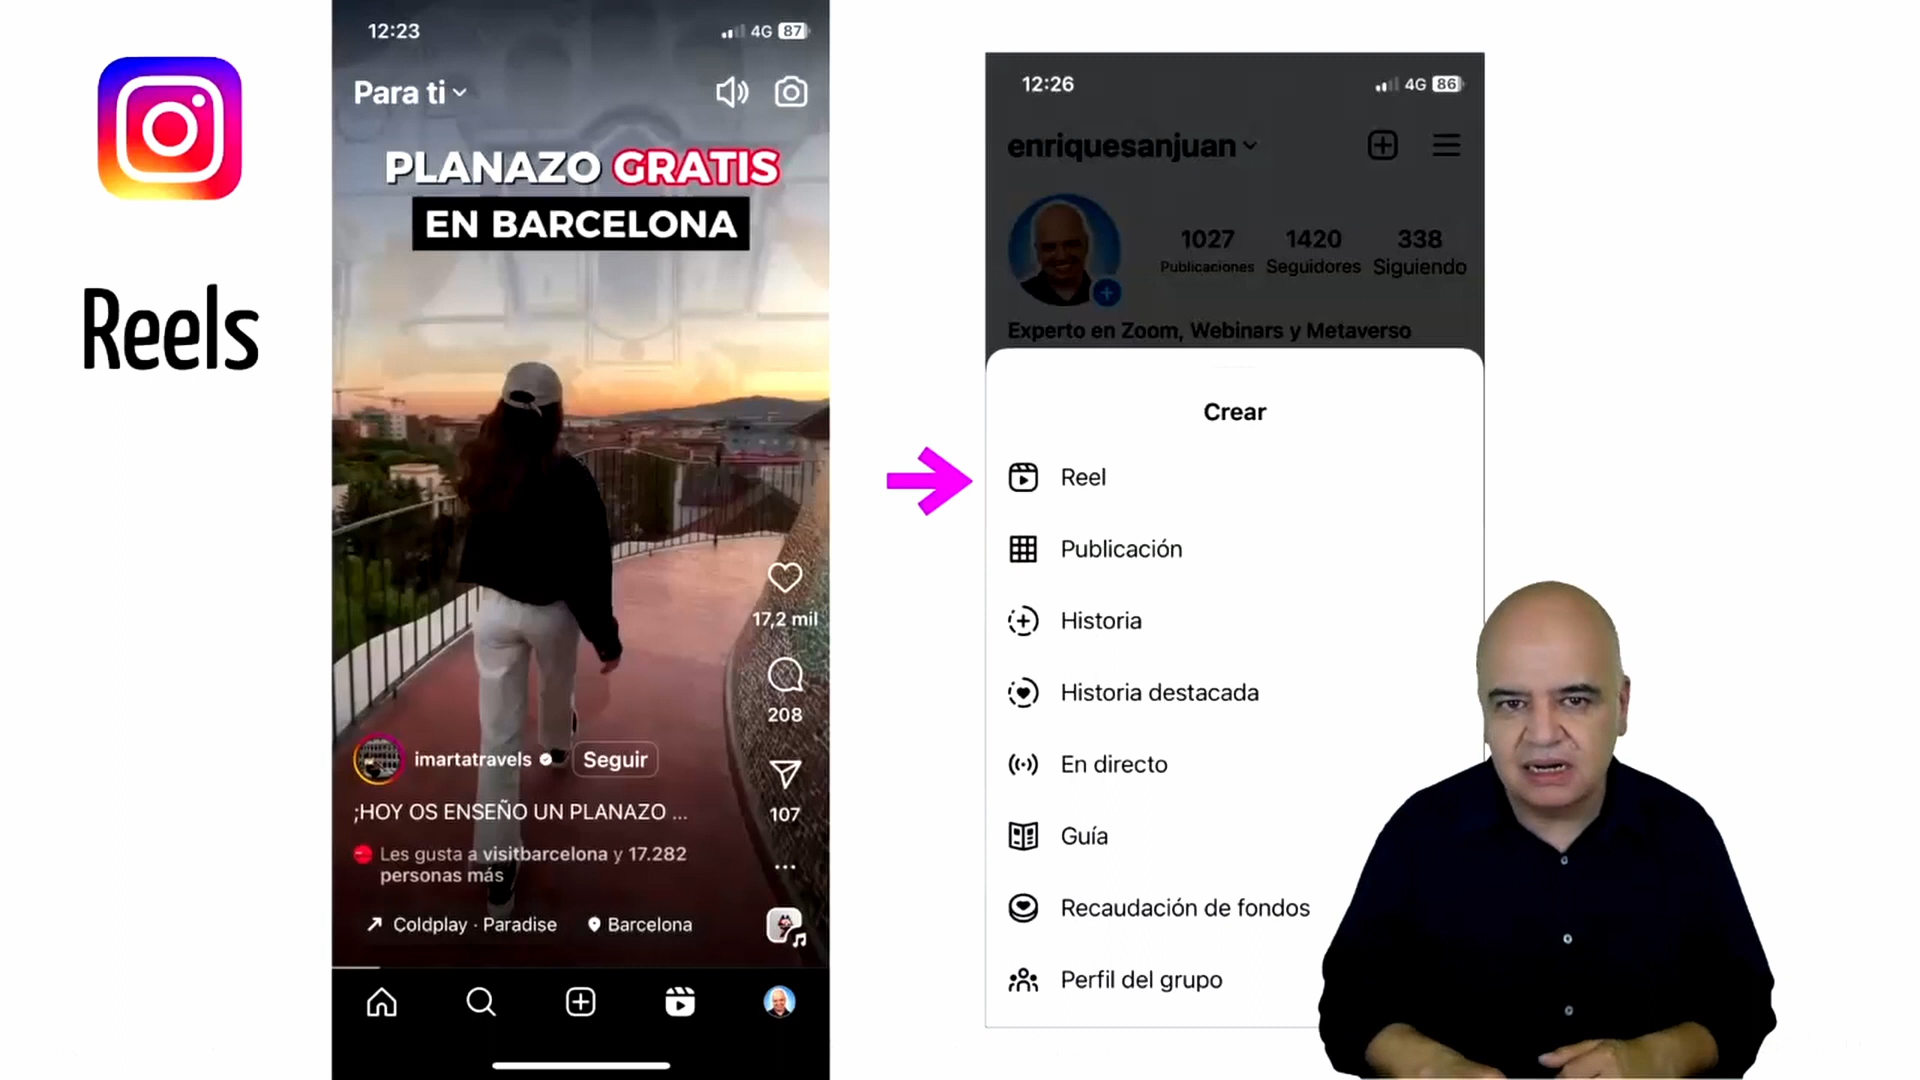 Reels
12:23
4G 87
Para ti
PLANAZO GRATIS
EN BARCELONA
17,2 mil
208
107
imartatravels
Seguir
¡HOY OS ENSEÑO UN PLANAZO ...
Les gusta a visitbarcelona y 17.282
personas más
Coldplay · Paradise
Barcelona
12:26
4G 86
enriquesanjuan
1027
1420
338
Publicaciones
Seguidores
Siguiendo
Experto en Zoom, Webinars y Metaverso
Crear
Reel
Publicación
Historia
Historia destacada
En directo
Guía
Recaudación de fondos
Perfil del grupo